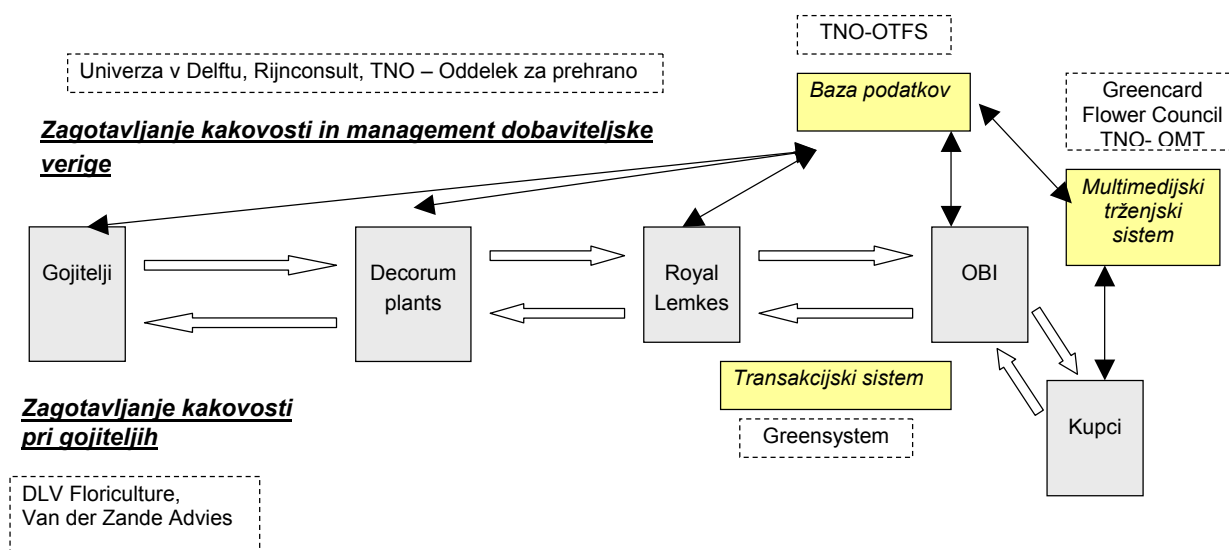 TNO-OTFS
Univerza v Delftu, Rijnconsult, TNO – Oddelek za prehrano
Baza podatkov
Greencard
Flower Council
TNO- OMT
Zagotavljanje kakovosti in management dobaviteljske
verige
Multimedijski
trženjski
sistem
Gojitelji
Decorum
plants
Royal
Lemkes
OBI
Transakcijski sistem
Zagotavljanje kakovosti
pri gojiteljih
Greensystem
Kupci
DLV Floriculture,
Van der Zande Advies